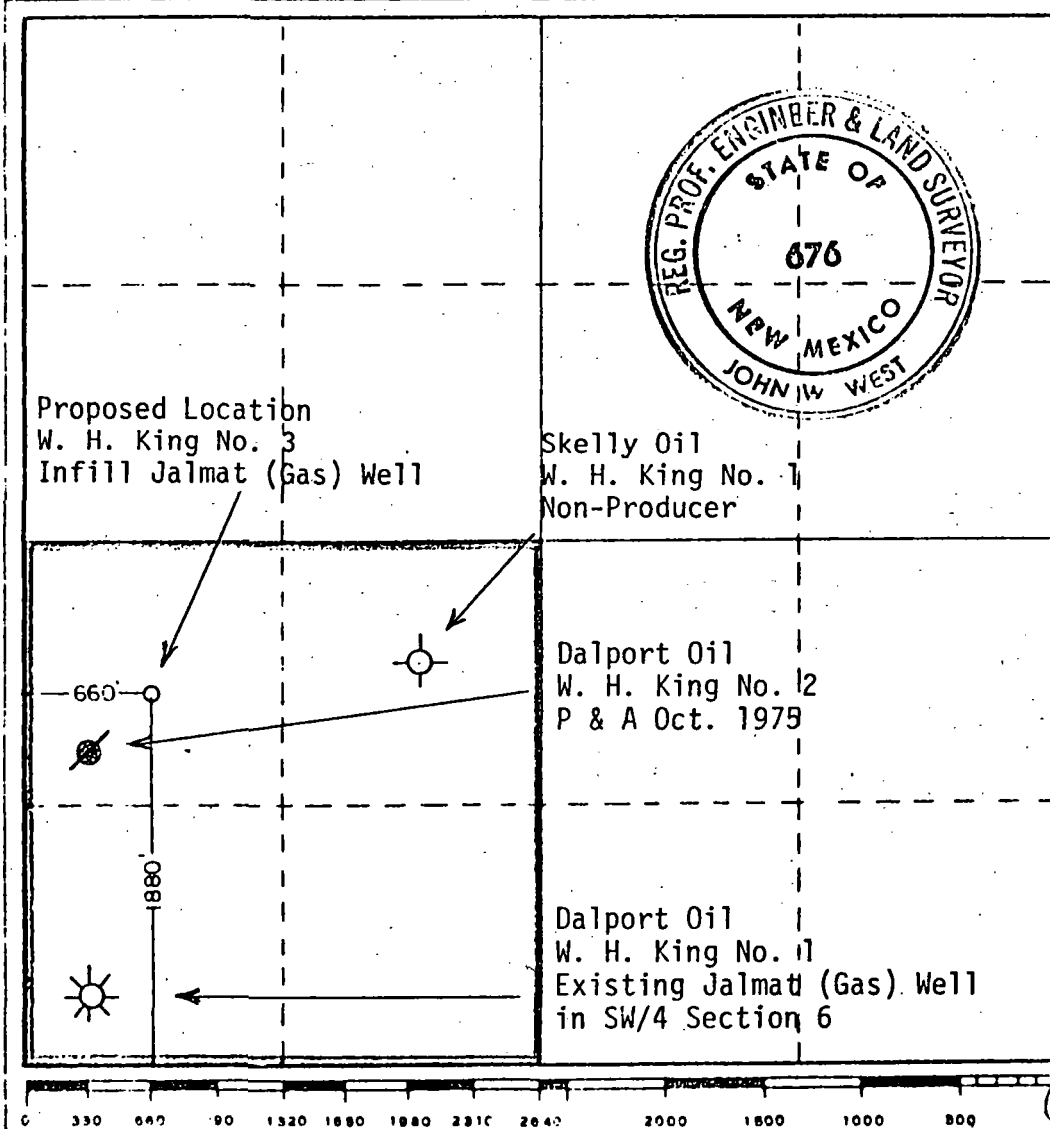 REG. PROF. ENGINEER & LAND SURVEYOR
STATE OF
676
NEW MEXICO
JOHN W WEST
Proposed Location
W. H. King No. 3
Infill Jalmat (Gas) Well
Skelly Oil
W. H. King No. 1
Non-Producer
660'
Dalport Oil
W. H. King No. 2
P & A Oct. 1975
1880'
Dalport Oil
W. H. King No. 1
Existing Jalmat (Gas) Well
in SW/4 Section 6
0 330 660 90 1320 1650 1980 2310 2640 2000 1500 1000 500